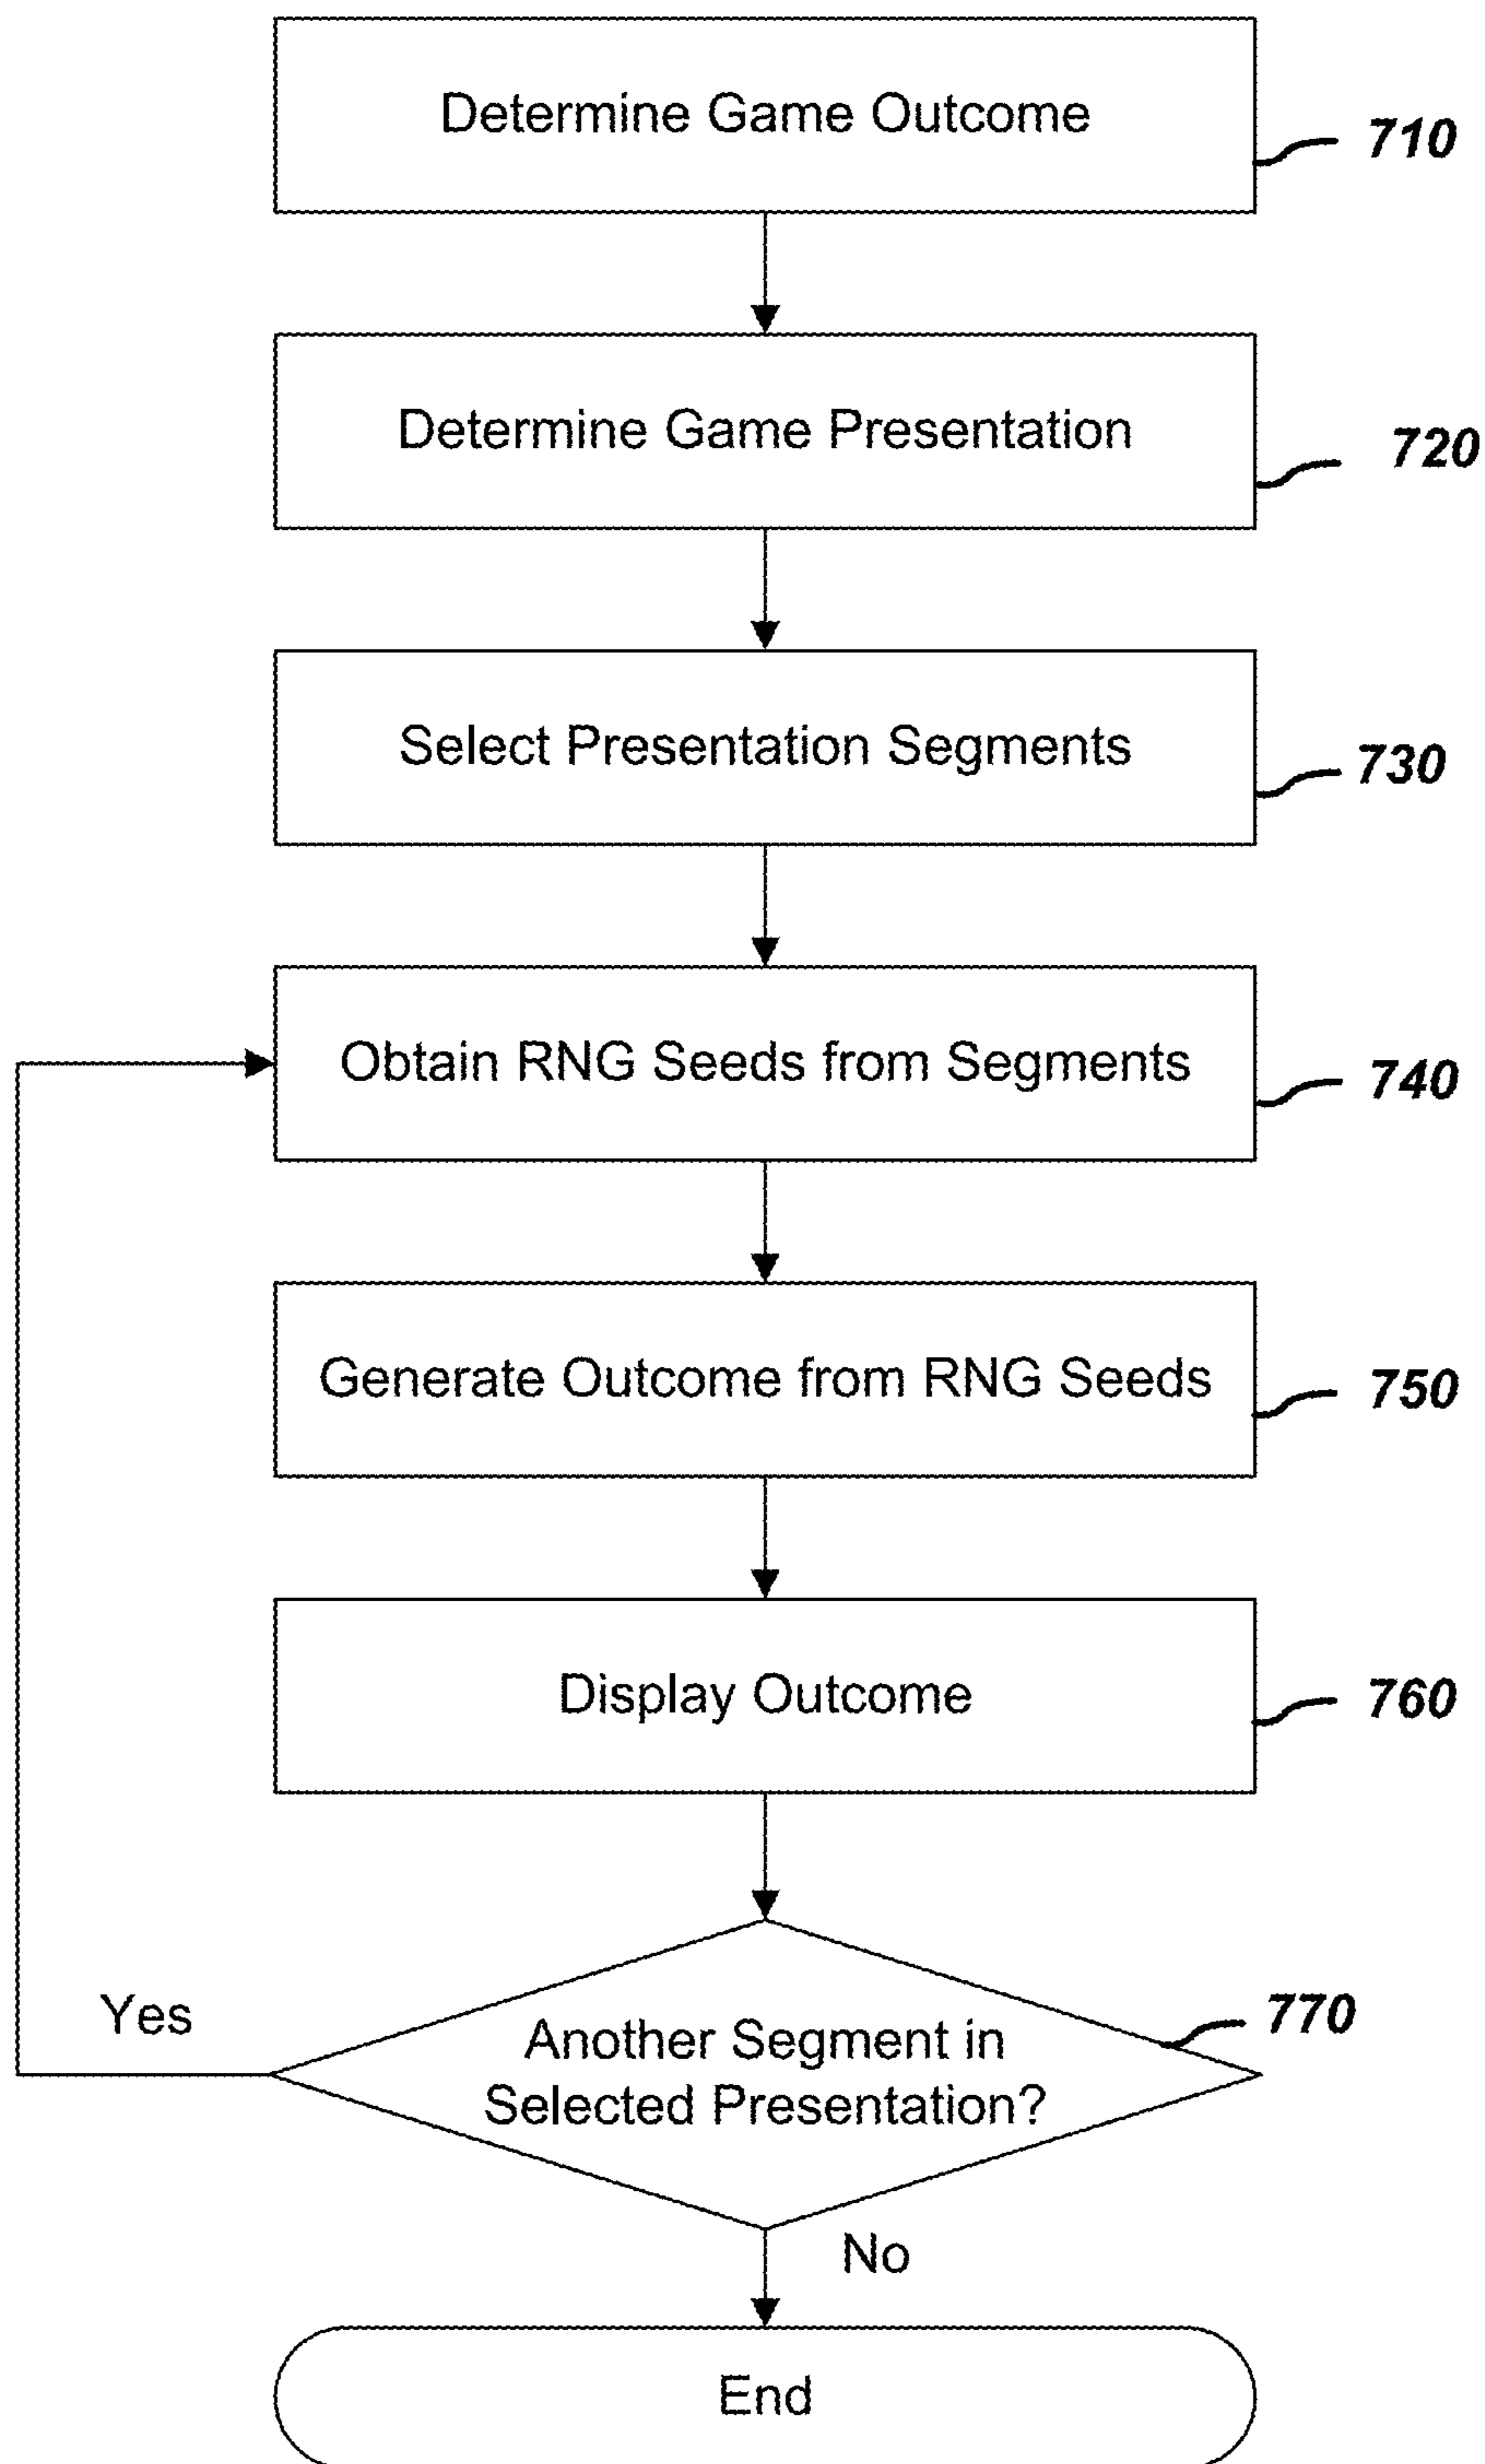 Determine Game Outcome
710
Determine Game Presentation
720
Select Presentation Segments
730
Obtain RNG Seeds from Segments
740
Generate Outcome from RNG Seeds
750
Display Outcome
760
Yes
Another Segment in
Selected Presentation?
770
No
End